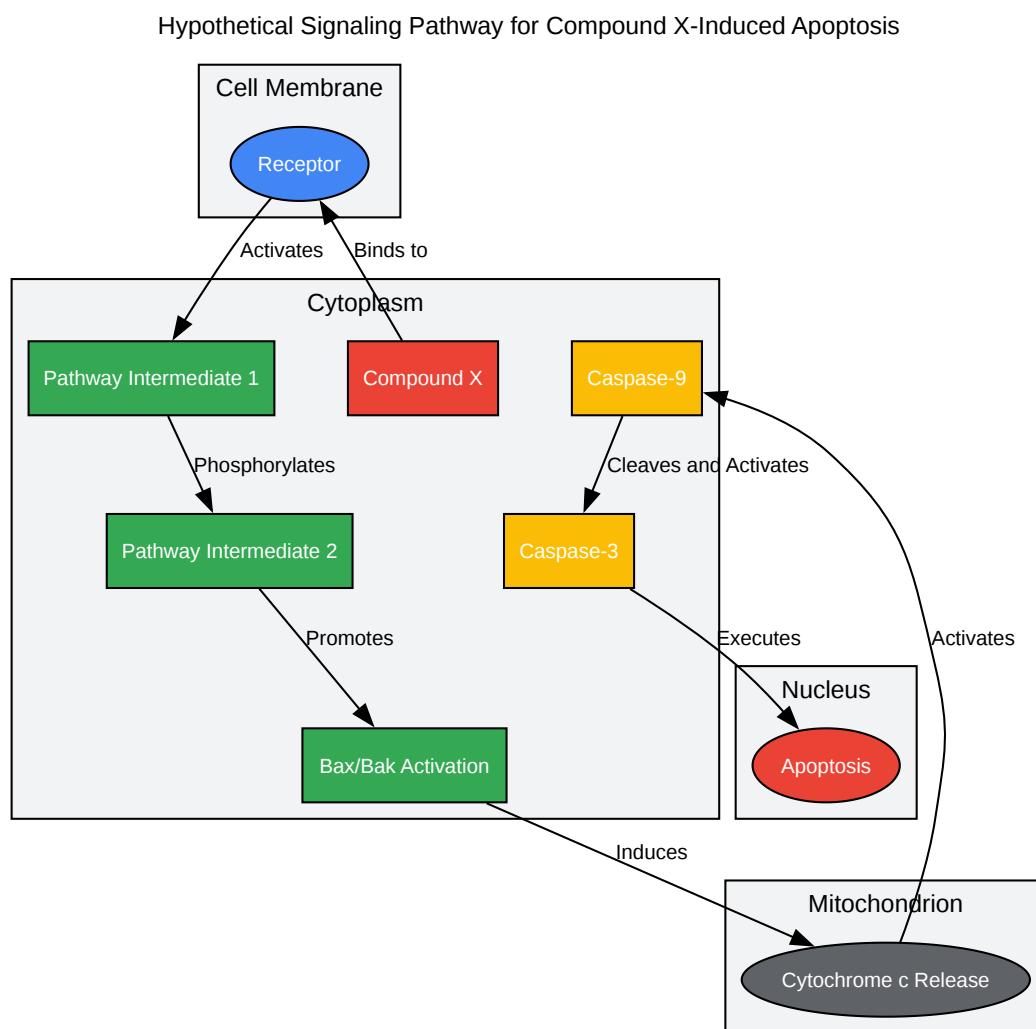 Hypothetical Signaling Pathway for Compound X-Induced Apoptosis
Cell Membrane
Receptor
Activates
Binds to
Cytoplasm
Pathway Intermediate 1
Compound X
Caspase-9
Phosphorylates
Cleaves and Activates
Pathway Intermediate 2
Caspase-3
Promotes
Executes
Activates
Nucleus
Bax/Bak Activation
Apoptosis
Induces
Mitochondrion
Cytochrome c Release